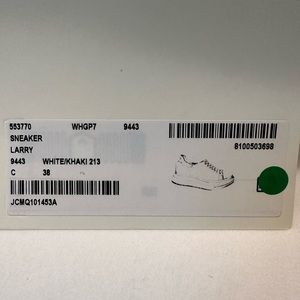 553770 WHGP7 9443
SNEAKER
LARRY
8100503698
9443 WHITE/KHAKI 213
C 38
JCMQ101453A